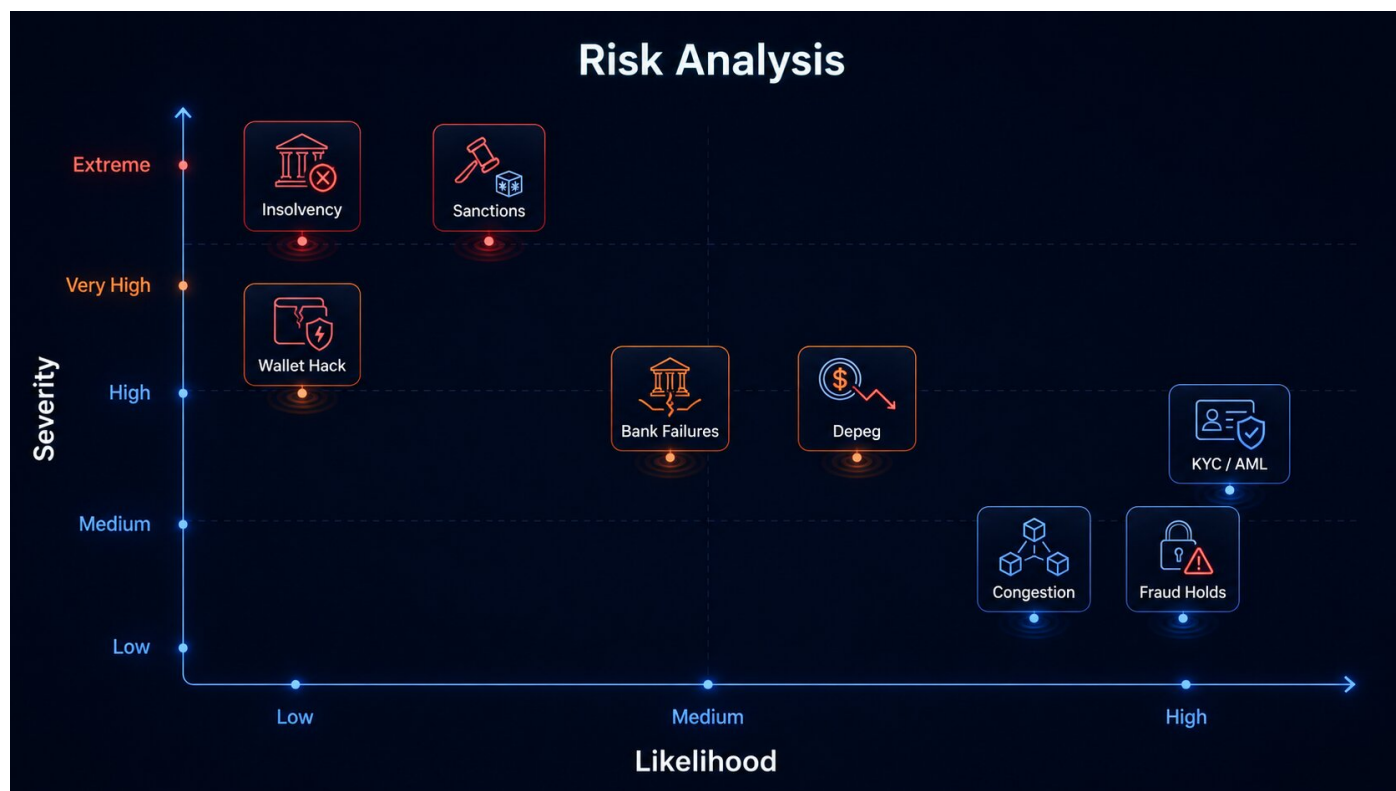 Risk Analysis
Extreme
Insolvency
Sanctions
Very High
Wallet Hack
High
Bank Failures
Depeg
KYC / AML
Severity
Medium
Congestion
Fraud Holds
Low
Low
Medium
High
Likelihood